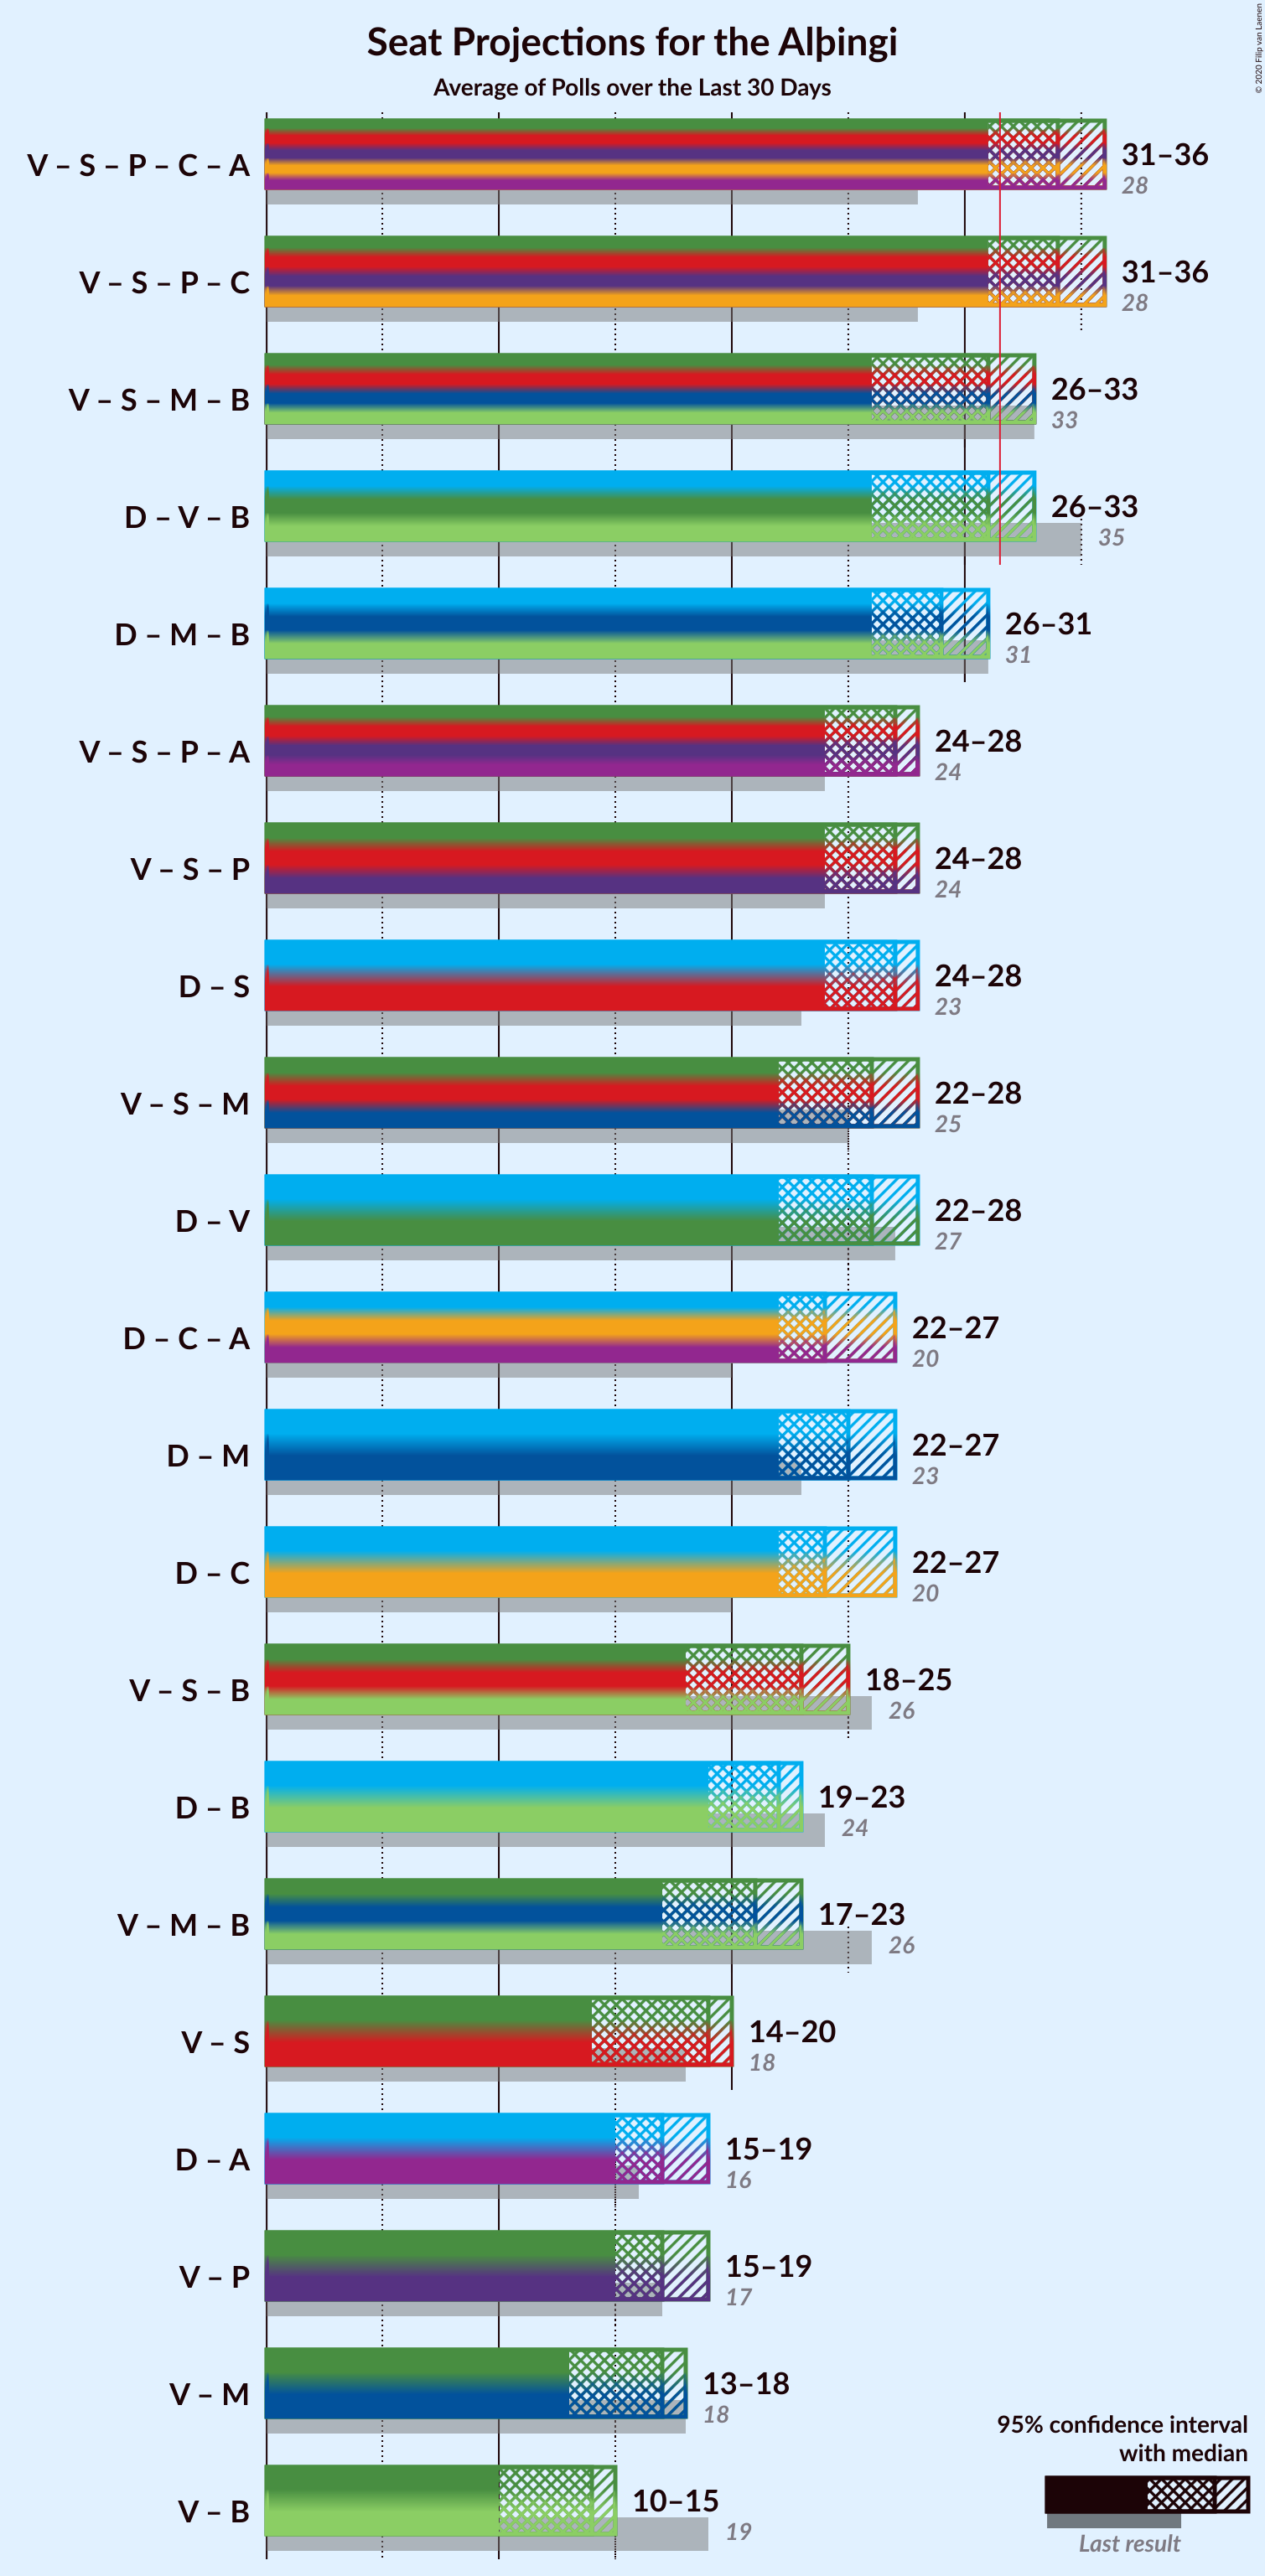 Seat Projections for the Alþingi
Average of Polls over the Last 30 Days
© 2020 Filip van Laenen
V – S – P – C – A
31–36
28
V – S – P – C
31–36
28
V – S – M – B
26–33
33
D – V – B
26–33
35
D – M – B
26–31
31
V – S – P – A
24–28
24
V – S – P
24–28
24
D – S
24–28
23
V – S – M
22–28
25
D – V
22–28
27
D – C – A
22–27
20
D – M
22–27
23
D – C
22–27
20
V – S – B
18–25
26
D – B
19–23
24
V – M – B
17–23
26
V – S
14–20
18
D – A
15–19
16
V – P
15–19
17
V – M
13–18
18
V – B
10–15
19
95% confidence interval
with median
Last result